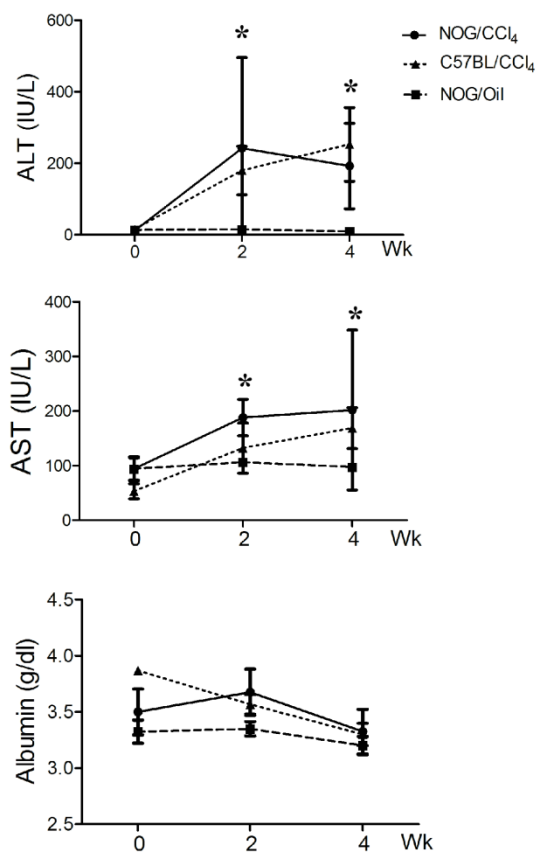 600
400
200
0
ALT (IU/L)
*
*
0 2 4 Wk
NOG/CCl₄
C57BL/CCl₄
NOG/Oil
400
300
200
100
0
AST (IU/L)
*
*
0 2 4 Wk
4.5
4.0
3.5
3.0
2.5
Albumin (g/dl)
0 2 4 Wk